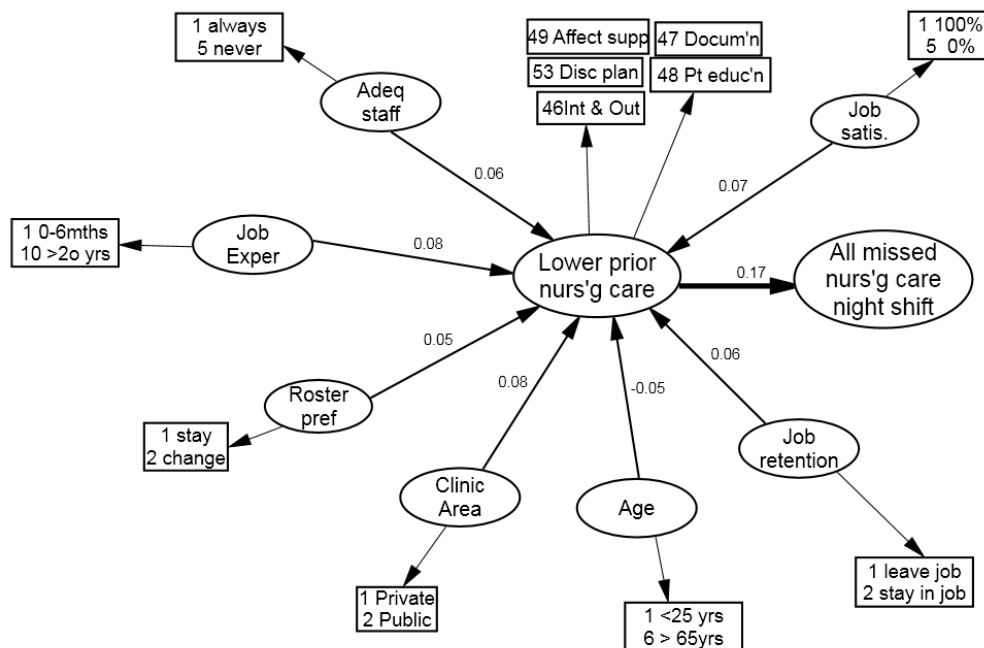 1 always
5 never
49 Affect supp
47 Docum'n
1 100%
5 0%
53 Disc plan
48 Pt educ'n
46Int & Out
Adeq
staff
Job
satis.
0.06
0.07
1 0-6mths
10 >2o yrs
Job
Exper
0.08
Lower prior
nurs'g care
0.17
All missed
nurs'g care
night shift
0.05
0.08
-0.05
0.06
Roster
pref
1 stay
2 change
Job
retention
Clinic
Area
Age
1 Private
2 Public
1 <25 yrs
6 > 65yrs
1 leave job
2 stay in job